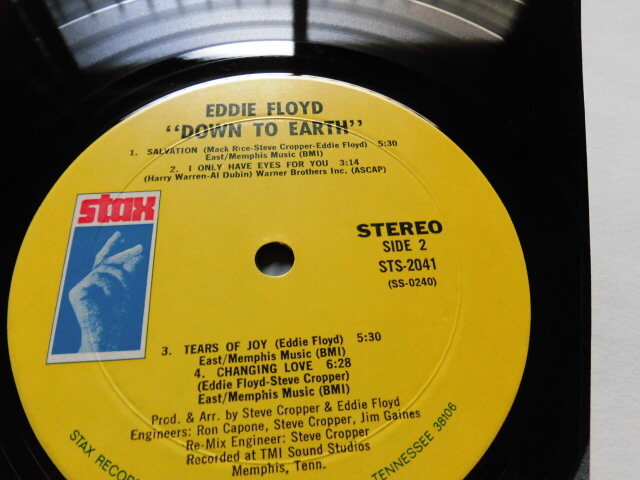 EDDIE FLOYD
"DOWN TO EARTH"
1. SALVATION (Mack Rice-Steve Cropper-Eddie Floyd) 5:30
East/Memphis Music (BMI)
2. I ONLY HAVE EYES FOR YOU 3:14
(Harry Warren-Al Dubin) Warner Brothers Inc. (ASCAP)
stax
STEREO
SIDE 2
STS-2041
(SS-0240)
3. TEARS OF JOY (Eddie Floyd) 5:30
East/Memphis Music (BMI)
4. CHANGING LOVE 6:28
(Eddie Floyd-Steve Cropper)
East/Memphis Music (BMI)
Prod. & Arr. by Steve Cropper & Eddie Floyd
Engineers: Ron Capone, Steve Cropper, Jim Gaines
Re-Mix Engineer: Steve Cropper
Recorded at TMI Sound Studios
Memphis, Tenn.
STAX RECOR
TENNESSEE 38106